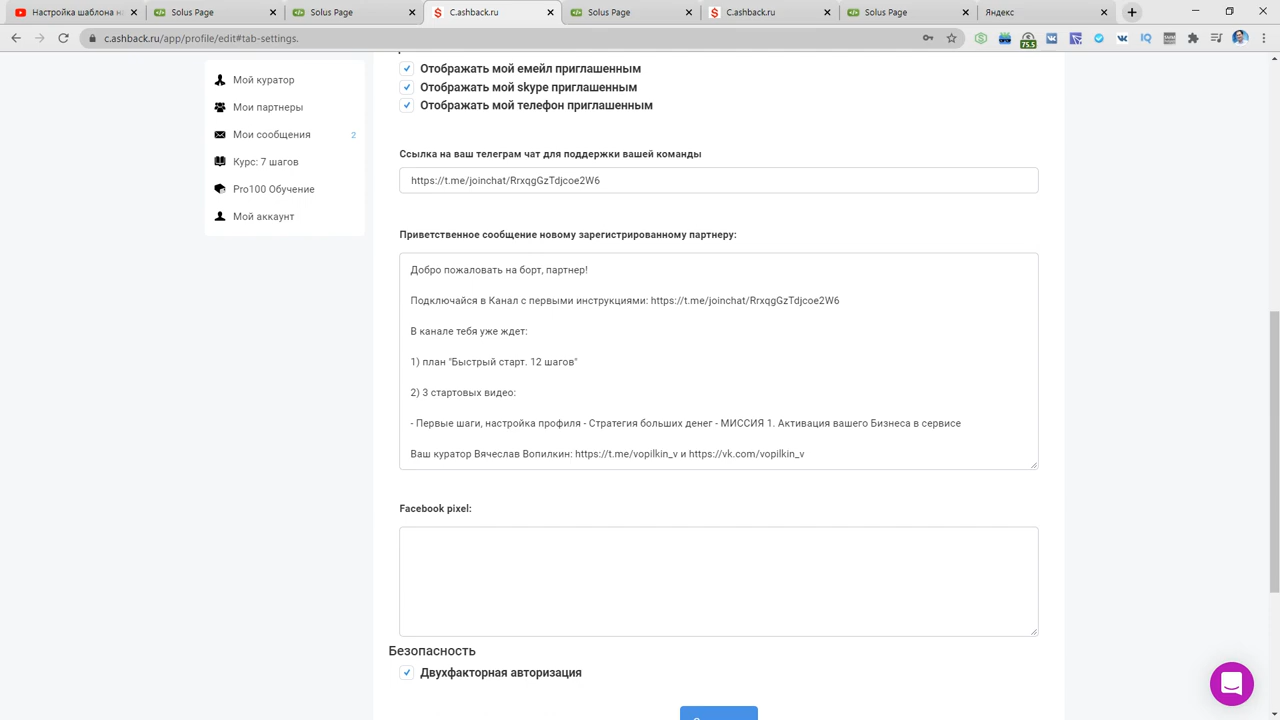 Настройка шаблона на
Solus Page
Solus Page
Cashback.ru
Solus Page
Cashback.ru
Solus Page
Яндекс
c.cashback.ru/app/profile/edit#tab-settings.
75.5
Мой куратор
Мои партнеры
Мои сообщения 2
Курс: 7 шагов
Pro100 Обучение
Мой аккаунт
Отображать мой емейл приглашенным
Отображать мой skype приглашенным
Отображать мой телефон приглашенным
Ссылка на ваш телеграм чат для поддержки вашей команды
https://t.me/joinchat/RrxqgGzTdjcoe2W6
Приветственное сообщение новому зарегистрированному партнеру:
Добро пожаловать на борт, партнер!
Подключайся в Канал с первыми инструкциями: https://t.me/joinchat/RrxqgGzTdjcoe2W6
В канале тебя уже ждет:
1) план "Быстрый старт. 12 шагов"
2) 3 стартовых видео:
- Первые шаги, настройка профиля - Стратегия больших денег - МИССИЯ 1. Активация вашего Бизнеса в сервисе
Ваш куратор Вячеслав Вопилкин: https://t.me/vopilkin_v и https://vk.com/vopilkin_v
Facebook pixel:
Безопасность
Двухфакторная авторизация